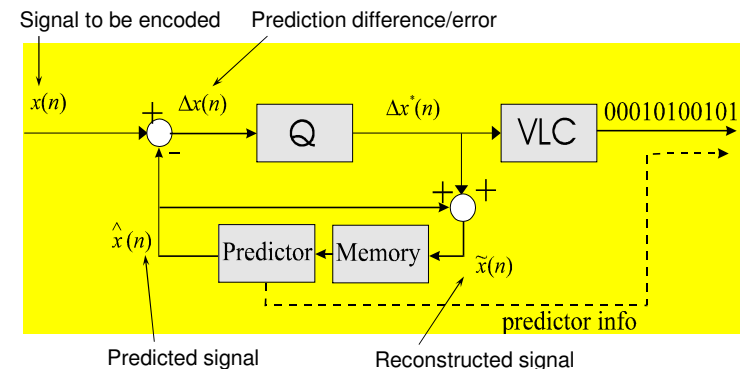 Signal to be encoded Prediction difference/error
x(n) + Δx(n) Δx*(n) 00010100101
Q VLC
-
+ +
x̂(n) Predictor Memory x̃(n)
predictor info
Predicted signal Reconstructed signal